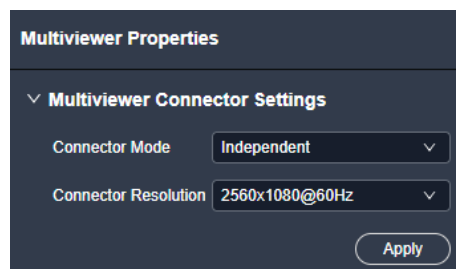 Multiviewer Properties
Multiviewer Connector Settings
Connector Mode Independent
Connector Resolution 2560x1080@60Hz
Apply